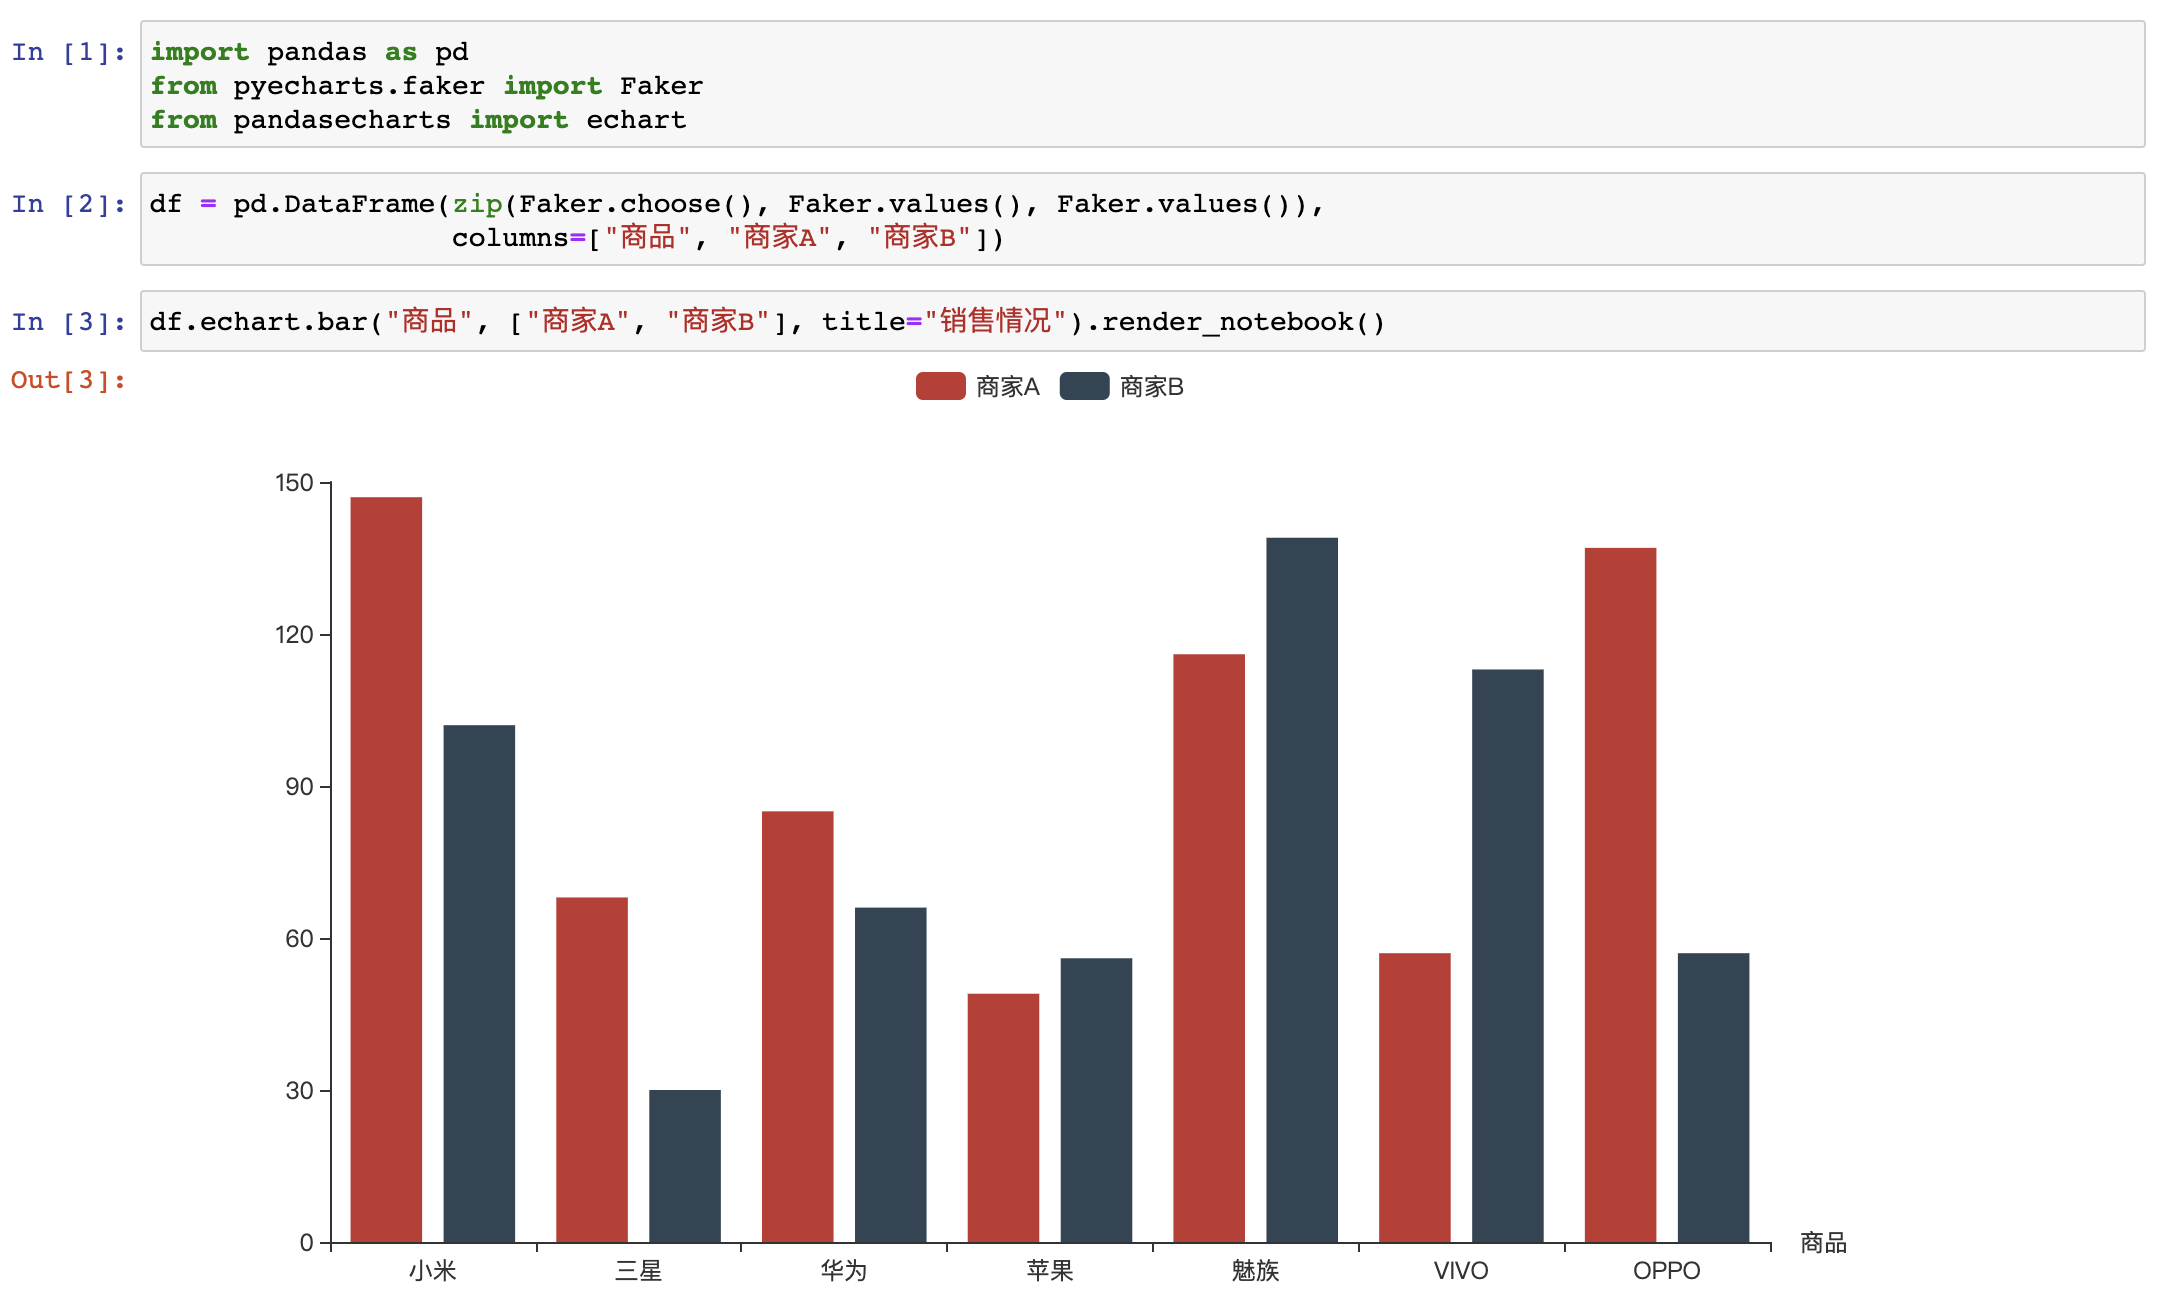 In [1]: import pandas as pd
from pyecharts.faker import Faker
from pandasecharts import echart
In [2]: df = pd.DataFrame(zip(Faker.choose(), Faker.values(), Faker.values()),
columns=["商品", "商家A", "商家B"])
In [3]: df.echart.bar("商品", ["商家A", "商家B"], title="销售情况").render_notebook()
Out[3]:
商家A 商家B
150
120
90
60
30
0
小米 三星 华为 苹果 魅族 VIVO OPPO
商品